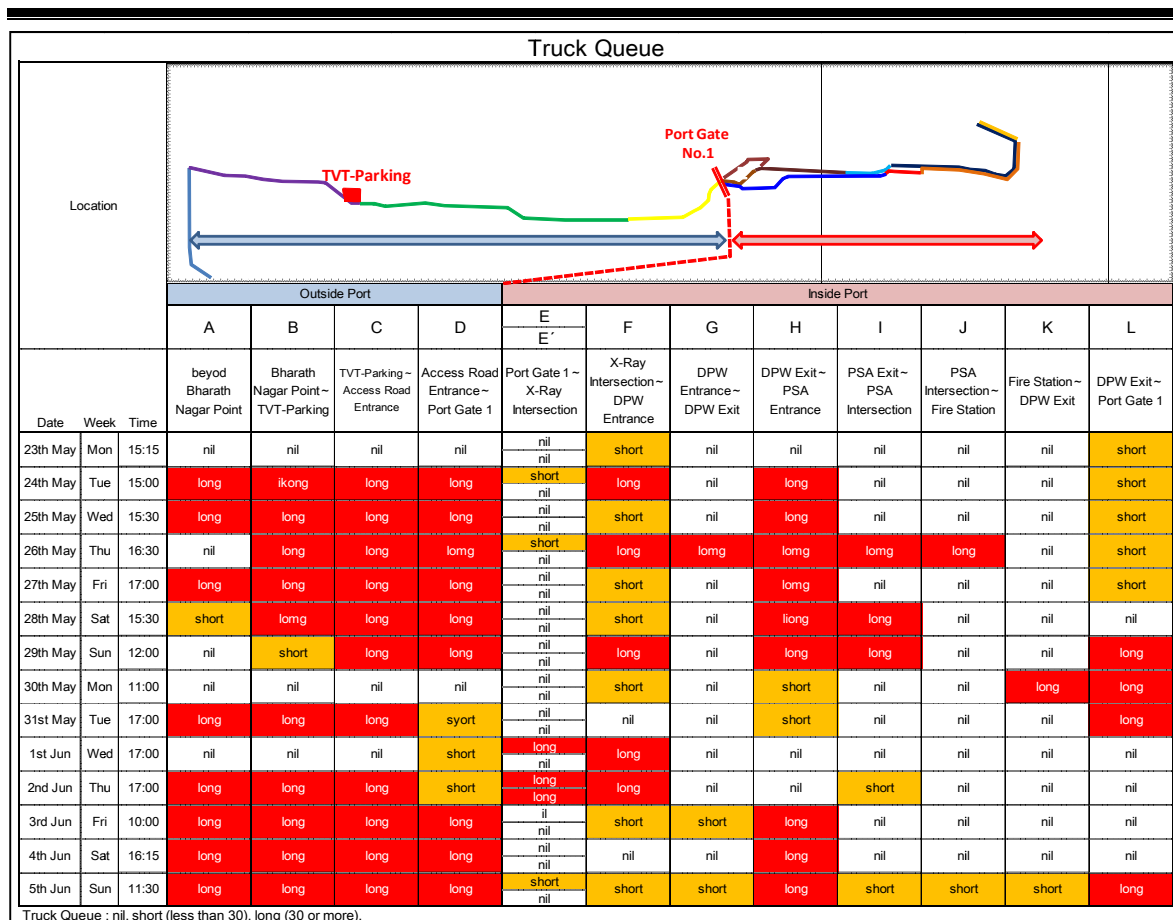 Truck Queue
Location
TVT-Parking
Port Gate
No.1
Outside Port Inside Port
A B C D E F G H I J K L
E´
Date Week Time beyod Bharath Nagar Point Bharath Nagar Point~ TVT-Parking TVT-Parking~ Access Road Entrance Access Road Entrance~ Port Gate 1 Port Gate 1~ X-Ray Intersection X-Ray Intersection~ DPW Entrance DPW Entrance~ DPW Exit DPW Exit~ PSA Entrance PSA Exit~ PSA Intersection PSA Intersection~ Fire Station Fire Station~ DPW Exit DPW Exit~ Port Gate 1
23th May Mon 15:15 nil nil nil nil nil nil short nil nil nil nil nil short
24th May Tue 15:00 long ikong long long short nil long nil long nil nil nil short
25th May Wed 15:30 long long long long nil nil short nil long nil nil nil short
26th May Thu 16:30 nil long long lomg short nil long lomg lomg lomg long nil short
27th May Fri 17:00 long long long long nil nil short nil lomg nil nil nil short
28th May Sat 15:30 short lomg long long nil nil short nil liong long nil nil nil
29th May Sun 12:00 nil short long long nil nil long nil long long nil nil long
30th May Mon 11:00 nil nil nil nil nil nil short nil short nil nil long long
31st May Tue 17:00 long long long syort nil nil nil nil short nil nil nil long
1st Jun Wed 17:00 nil nil nil short long nil long nil nil nil nil nil nil
2nd Jun Thu 17:00 long long long short long long long nil nil short nil nil nil
3rd Jun Fri 10:00 long long long long il nil short short long nil nil nil nil
4th Jun Sat 16:15 long long long long nil nil nil nil long nil nil nil nil
5th Jun Sun 11:30 long long long long short nil short short long short short short long
Truck Queue : nil, short (less than 30), long (30 or more).